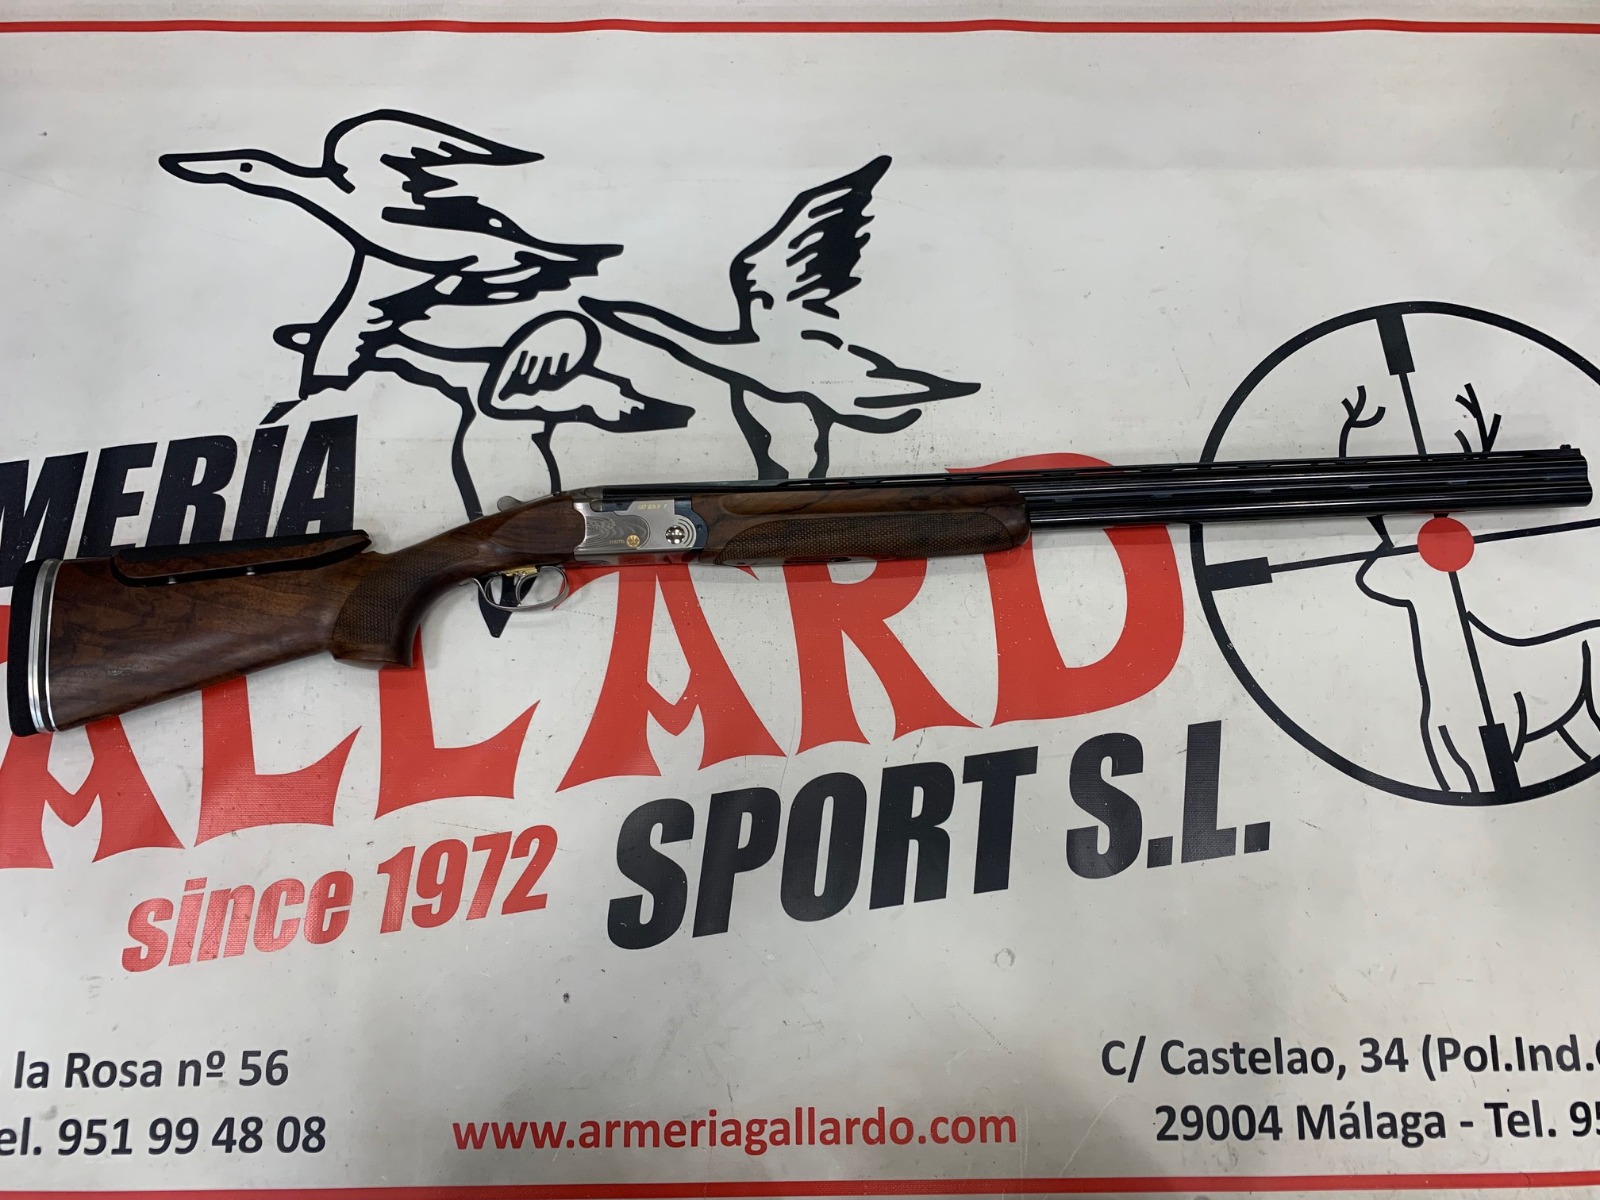 MERÍA
ALLARDO
since 1972
SPORT S.L.
la Rosa nº 56
el. 951 99 48 08
www.armeriagallardo.com
C/ Castelao, 34 (Pol.Ind.
29004 Málaga - Tel. 95